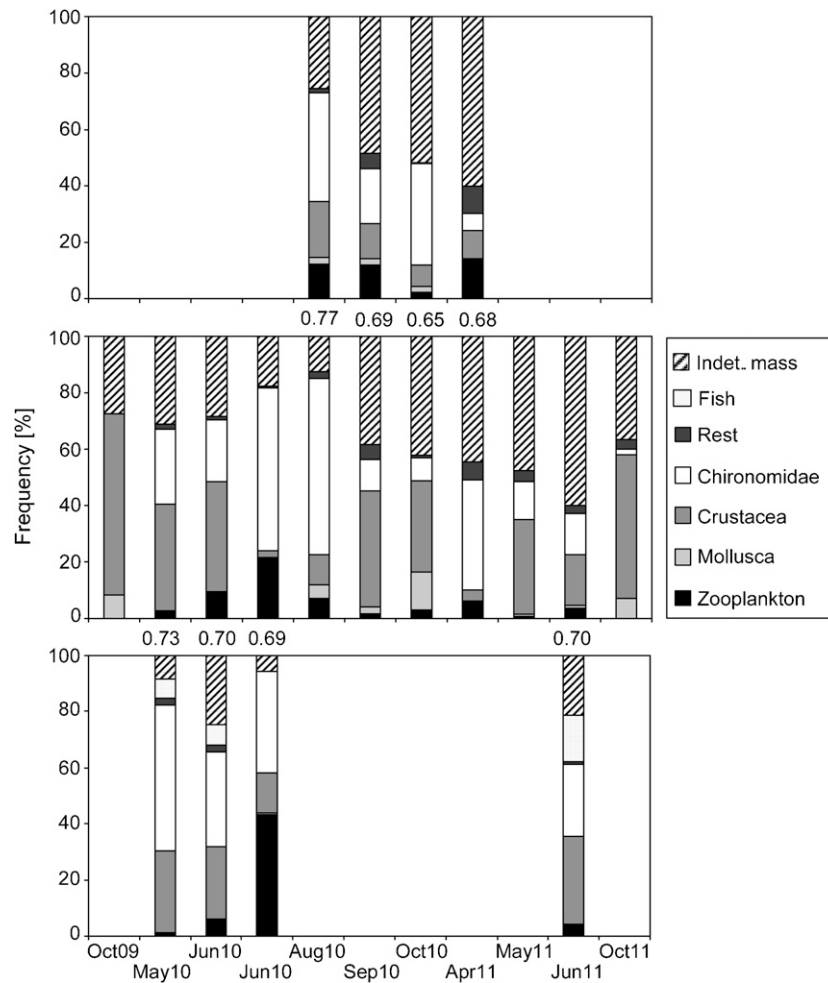 100
80
60
40
20
0
0.77 0.69 0.65 0.68
Frequency [%]
100
80
60
40
20
0
Indet.. mass
Fish
Rest
Chironomidae
Crustacea
Mollusca
Zooplankton
0.73 0.70 0.69 0.70
100
80
60
40
20
0
Oct09 Jun10 Aug10 Oct10 May11 Oct11
May10 Jun10 Sep10 Apr11 Jun11